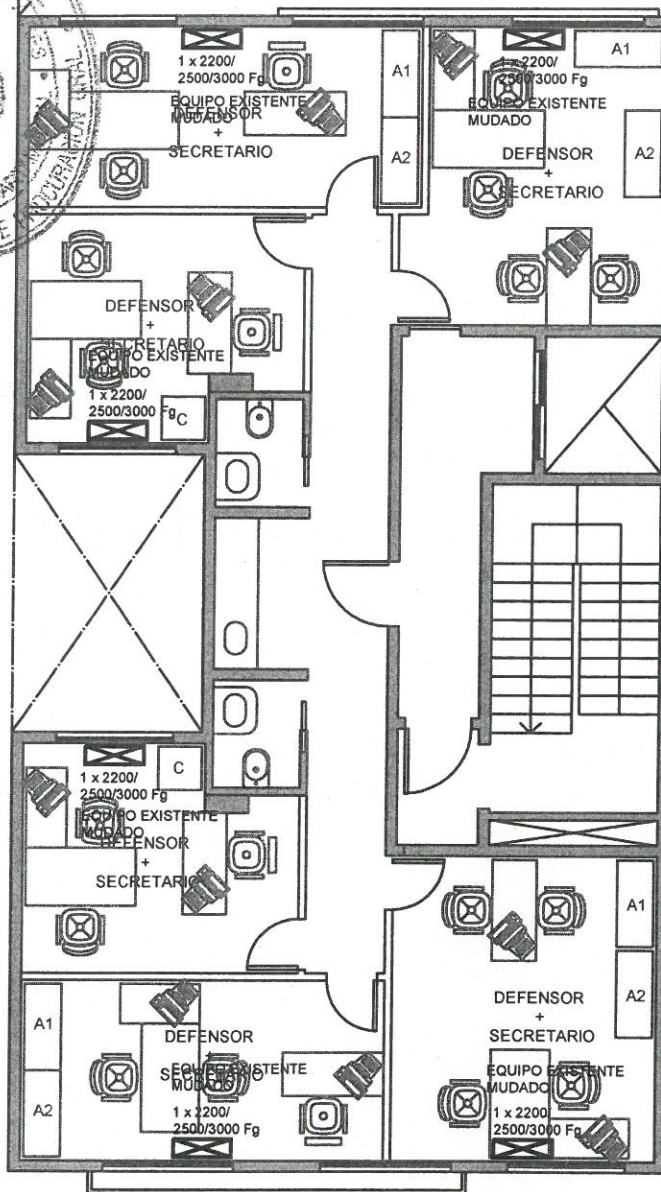 1 x 2200/
2500/3000 Fg
EQUIPO EXISTENTE
MUDADO
DEFENSOR
+
SECRETARIO
A1
A2
1 x 2200/
2500/3000 Fg
EQUIPO EXISTENTE
MUDADO
DEFENSOR
+
SECRETARIO
A1
A2
DEFENSOR
+
SECRETARIO
EQUIPO EXISTENTE
MUDADO
1 x 2200/
2500/3000 Fg
C
1 x 2200/
2500/3000 Fg
EQUIPO EXISTENTE
MUDADO
DEFENSOR
+
SECRETARIO
C
A1
A2
DEFENSOR
+
SECRETARIO
EQUIPO EXISTENTE
MUDADO
1 x 2200/
2500/3000 Fg
A1
A2
DEFENSOR
+
SECRETARIO
EQUIPO EXISTENTE
MUDADO
1 x 2200/
2500/3000 Fg